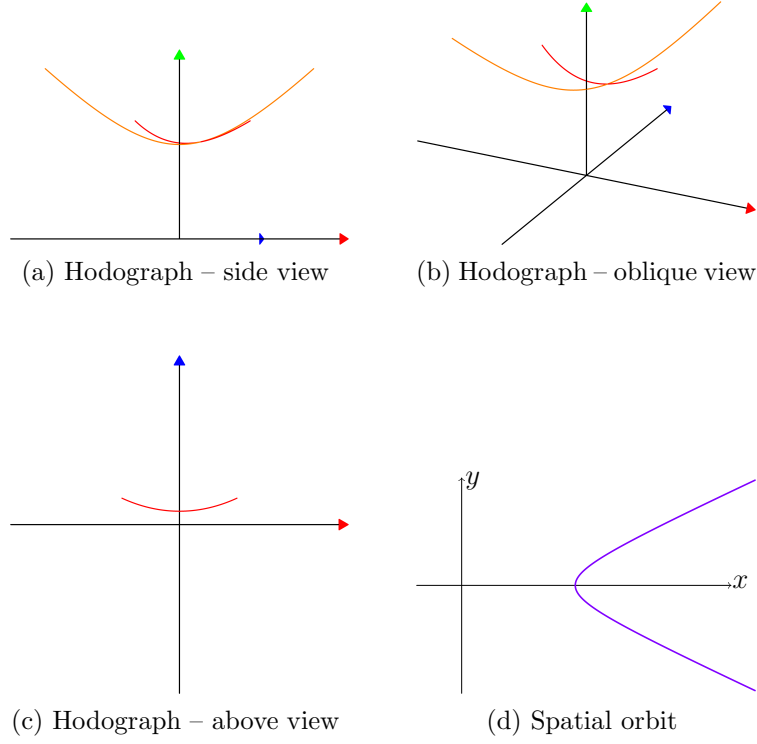 (a) Hodograph – side view
(b) Hodograph – oblique view
y
x
(c) Hodograph – above view
(d) Spatial orbit